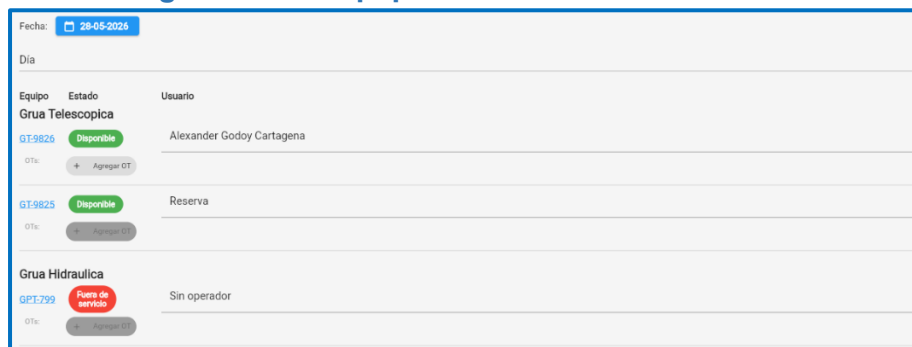 Fecha: 28-05-2026
Día
Equipo Estado Usuario
Grua Telescopica
GT-9826 Disponible Alexander Godoy Cartagena
OTs: + Agregar OT
GT-9825 Disponible Reserva
OTs: + Agregar OT
Grua Hidraulica
GPT-799 Fuera de servicio Sin operador
OTs: + Agregar OT